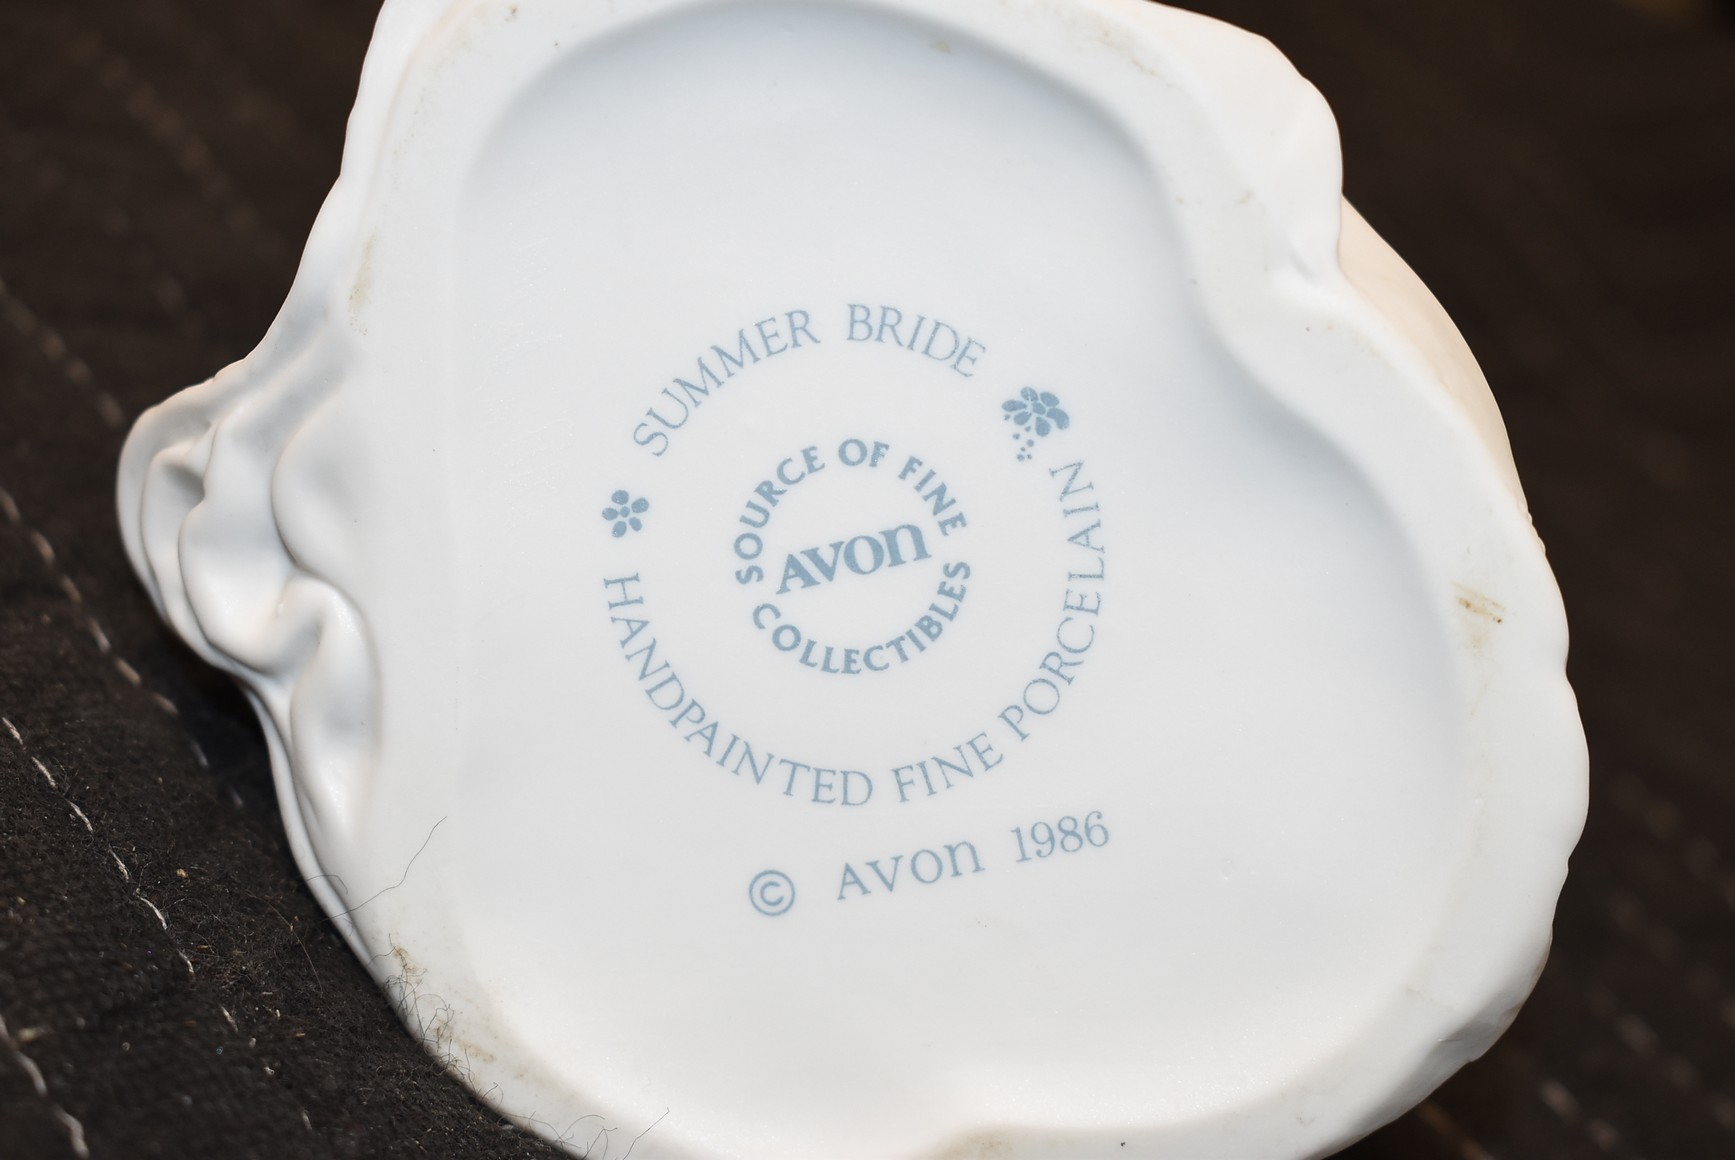 SUMMER BRIDE
HANDPAINTED FINE PORCELAIN
SOURCE OF FINE
AVON
COLLECTIBLES
© AVON 1986